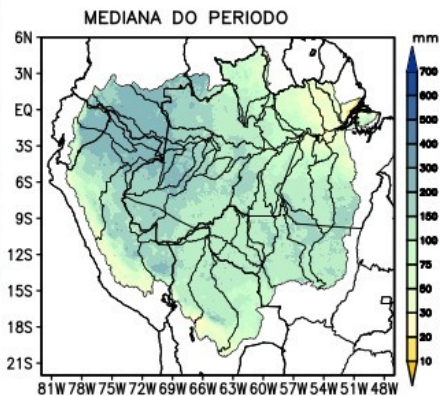 MEDIANA DO PERIODO
mm
6N
3N
EQ
3S
6S
9S
12S
15S
18S
21S
700
600
500
400
300
200
150
100
75
50
30
20
10
81W 78W 75W 72W 69W 66W 63W 60W 57W 54W 51W 48W